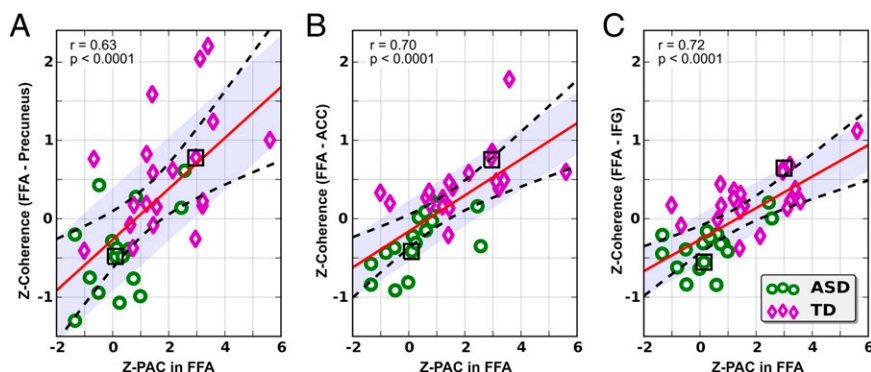 A
r = 0.63
p < 0.0001
Z-Coherence (FFA - Precuneus)
2
1
0
-1
-2 0 2 4 6
Z-PAC in FFA
B
r = 0.70
p < 0.0001
Z-Coherence (FFA - ACC)
2
1
0
-1
-2 0 2 4 6
Z-PAC in FFA
C
r = 0.72
p < 0.0001
Z-Coherence (FFA - IFG)
2
1
0
-1
ASD
TD
-2 0 2 4 6
Z-PAC in FFA